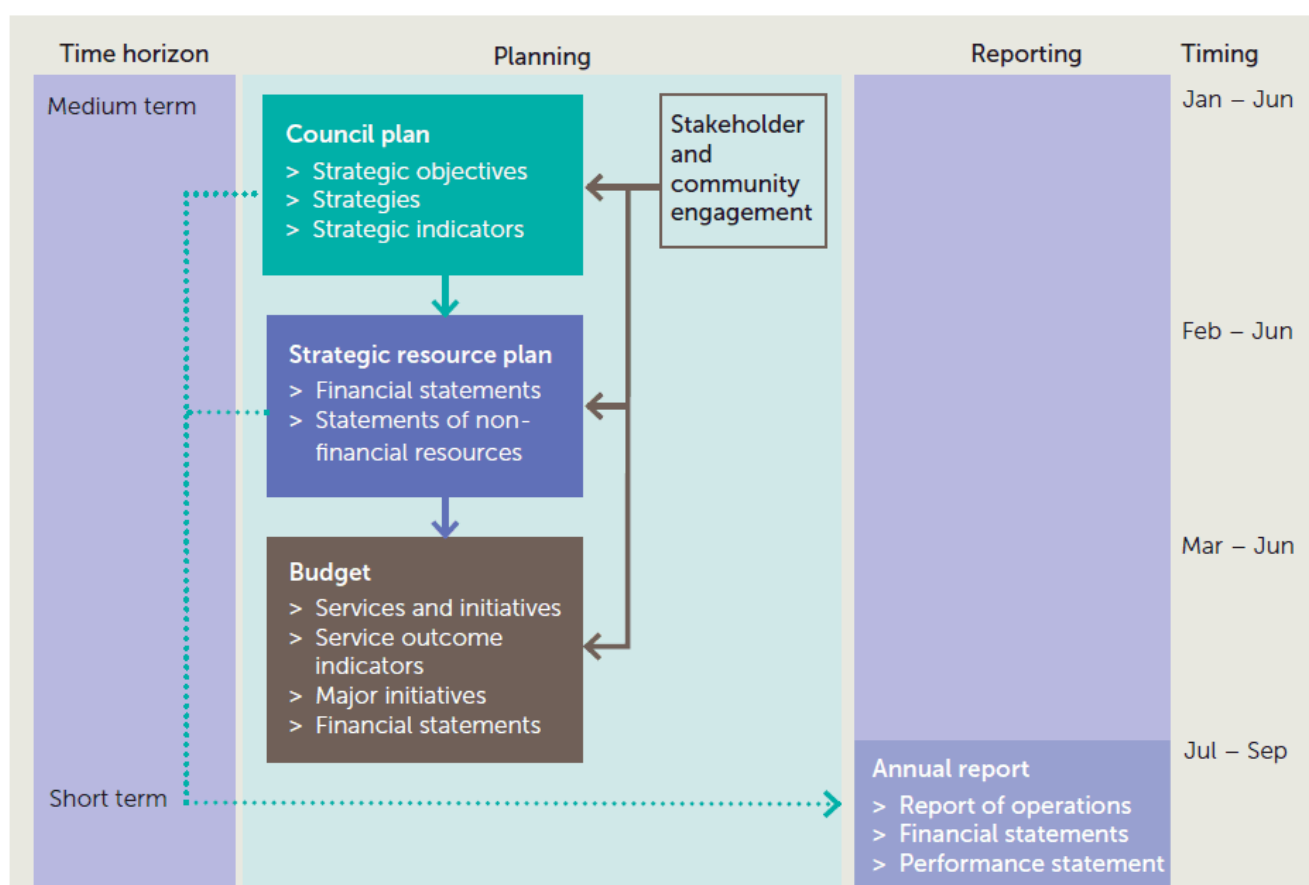 Time horizon
Planning
Reporting
Timing
Medium term
Council plan
> Strategic objectives
> Strategies
> Strategic indicators
Stakeholder
and
community
engagement
Jan – Jun
Strategic resource plan
> Financial statements
> Statements of non-
financial resources
Feb – Jun
Budget
> Services and initiatives
> Service outcome
indicators
> Major initiatives
> Financial statements
Mar – Jun
Short term
Annual report
> Report of operations
> Financial statements
> Performance statement
Jul – Sep